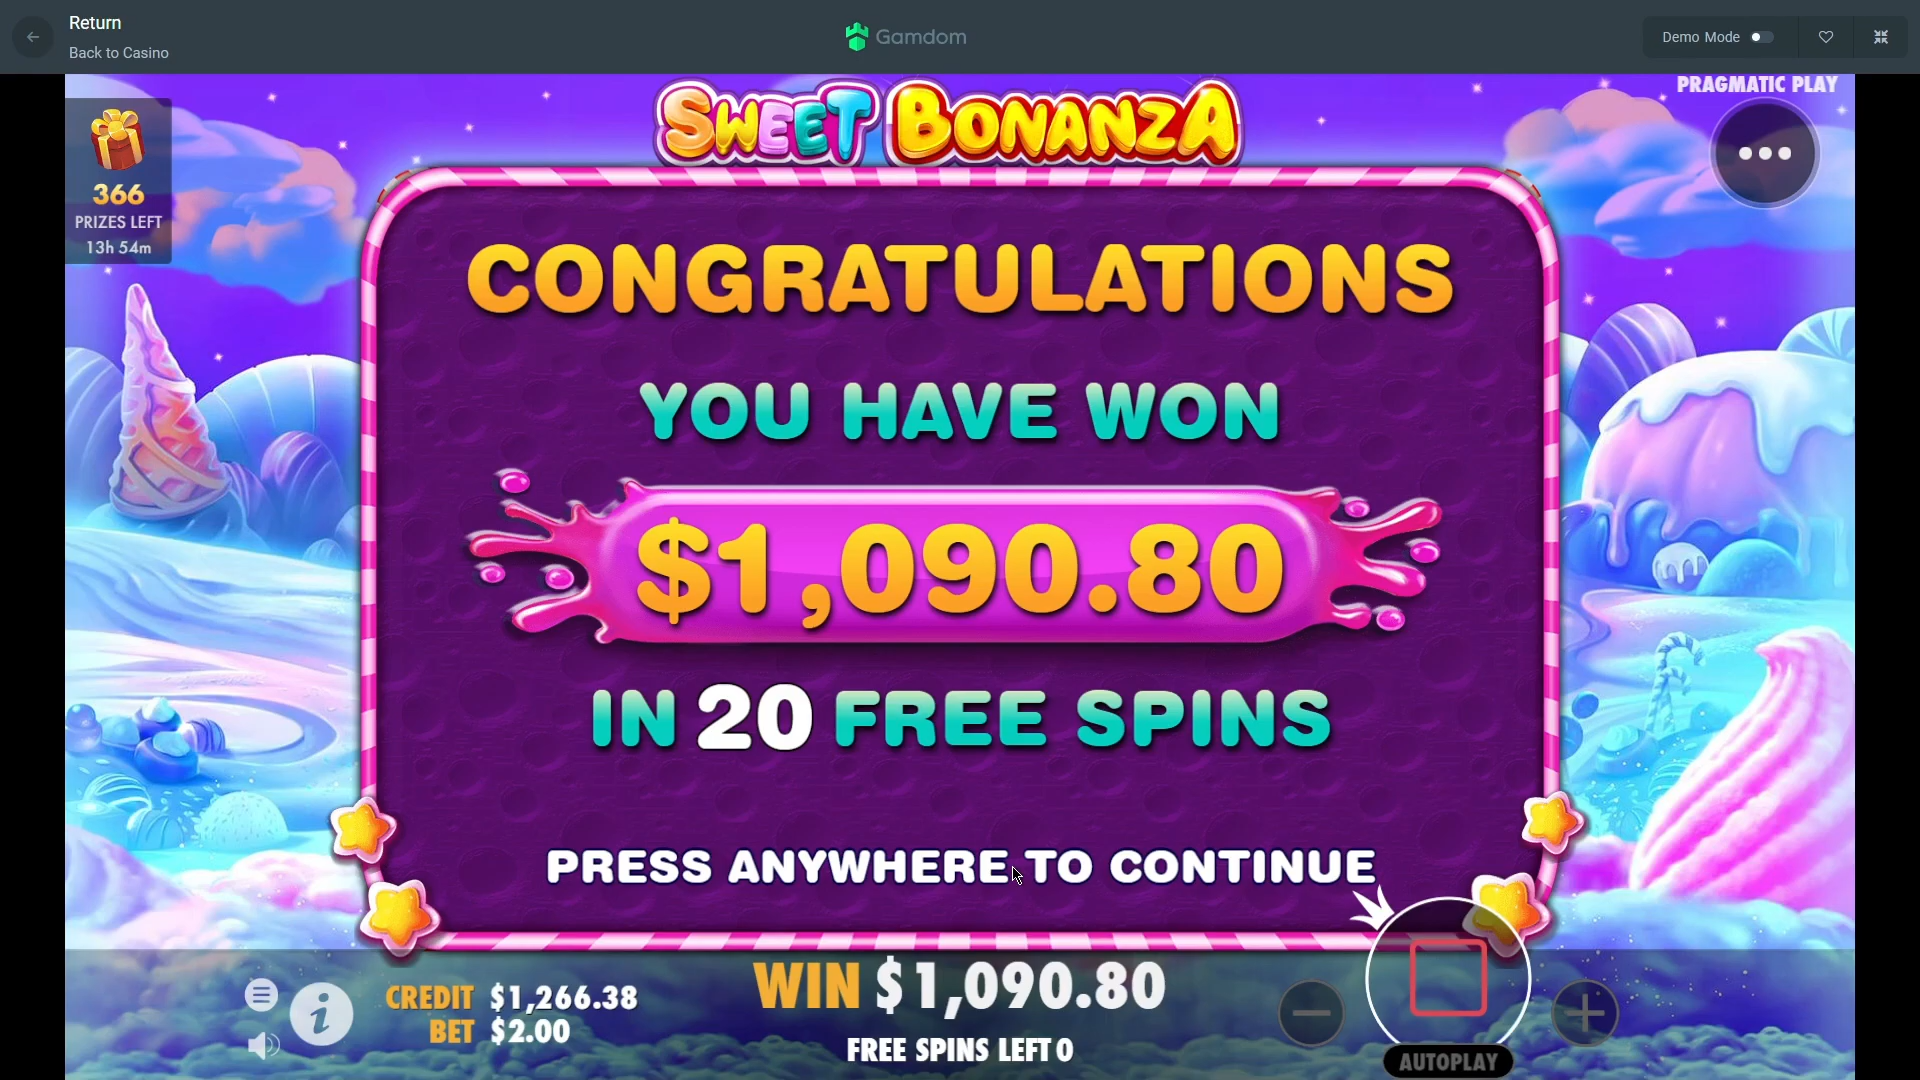 Return
Back to Casino
Gamdom
Demo Mode
PRAGMATIC PLAY
SWEET BONANZA
366
PRIZES LEFT
13h 54m
CONGRATULATIONS
YOU HAVE WON
$1,090.80
IN 20 FREE SPINS
PRESS ANYWHERE TO CONTINUE
CREDIT $1,266.38
BET $2.00
WIN $1,090.80
FREE SPINS LEFT 0
AUTOPLAY